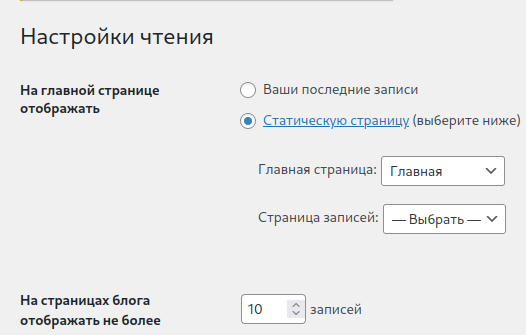 Настройки чтения
На главной странице отображать
Ваши последние записи
Статическую страницу (выберите ниже)
Главная страница: Главная
Страница записей: — Выбрать —
На страницах блога отображать не более
10 записей